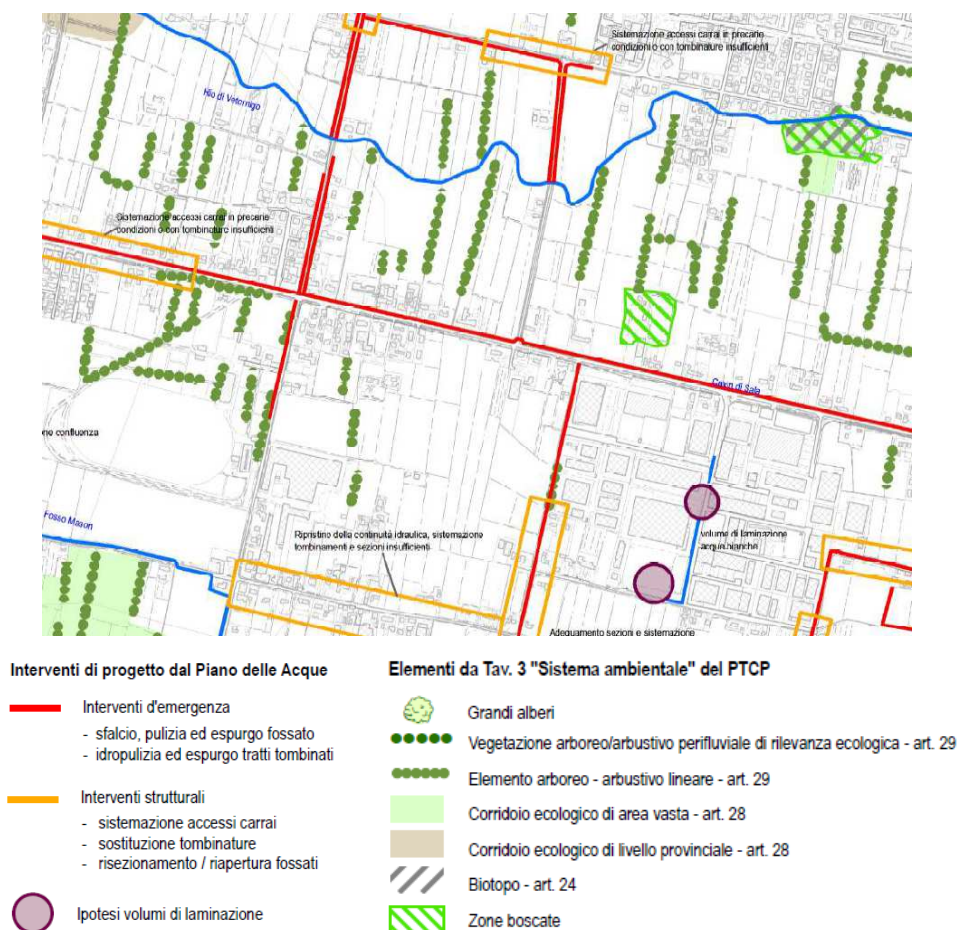 Sistemazione accessi carrai in precarie
condizioni o con tombinature insufficienti
Rio di Veternigo
Sistemazione accessi carrai in precarie
condizioni o con tombinature insufficienti
ne confluenza
Fosso Mason
Ripristino della continuità idraulica, sistemazione
tombinamenti e sezioni insufficienti
volume di laminazione
acque bianche
Adeguamento sezioni e sistemazione
Interventi di progetto dal Piano delle Acque
Interventi d'emergenza
- sfalcio, pulizia ed espurgo fossato
- idropulizia ed espurgo tratti tombinati
Interventi strutturali
- sistemazione accessi carrai
- sostituzione tombinature
- risezionamento / riapertura fossati
Ipotesi volumi di laminazione
Elementi da Tav. 3 "Sistema ambientale" del PTCP
Grandi alberi
Vegetazione arboreo/arbustivo perifluviale di rilevanza ecologica - art. 29
Elemento arboreo - arbustivo lineare - art. 29
Corridoio ecologico di area vasta - art. 28
Corridoio ecologico di livello provinciale - art. 28
Biotopo - art. 24
Zone boscate